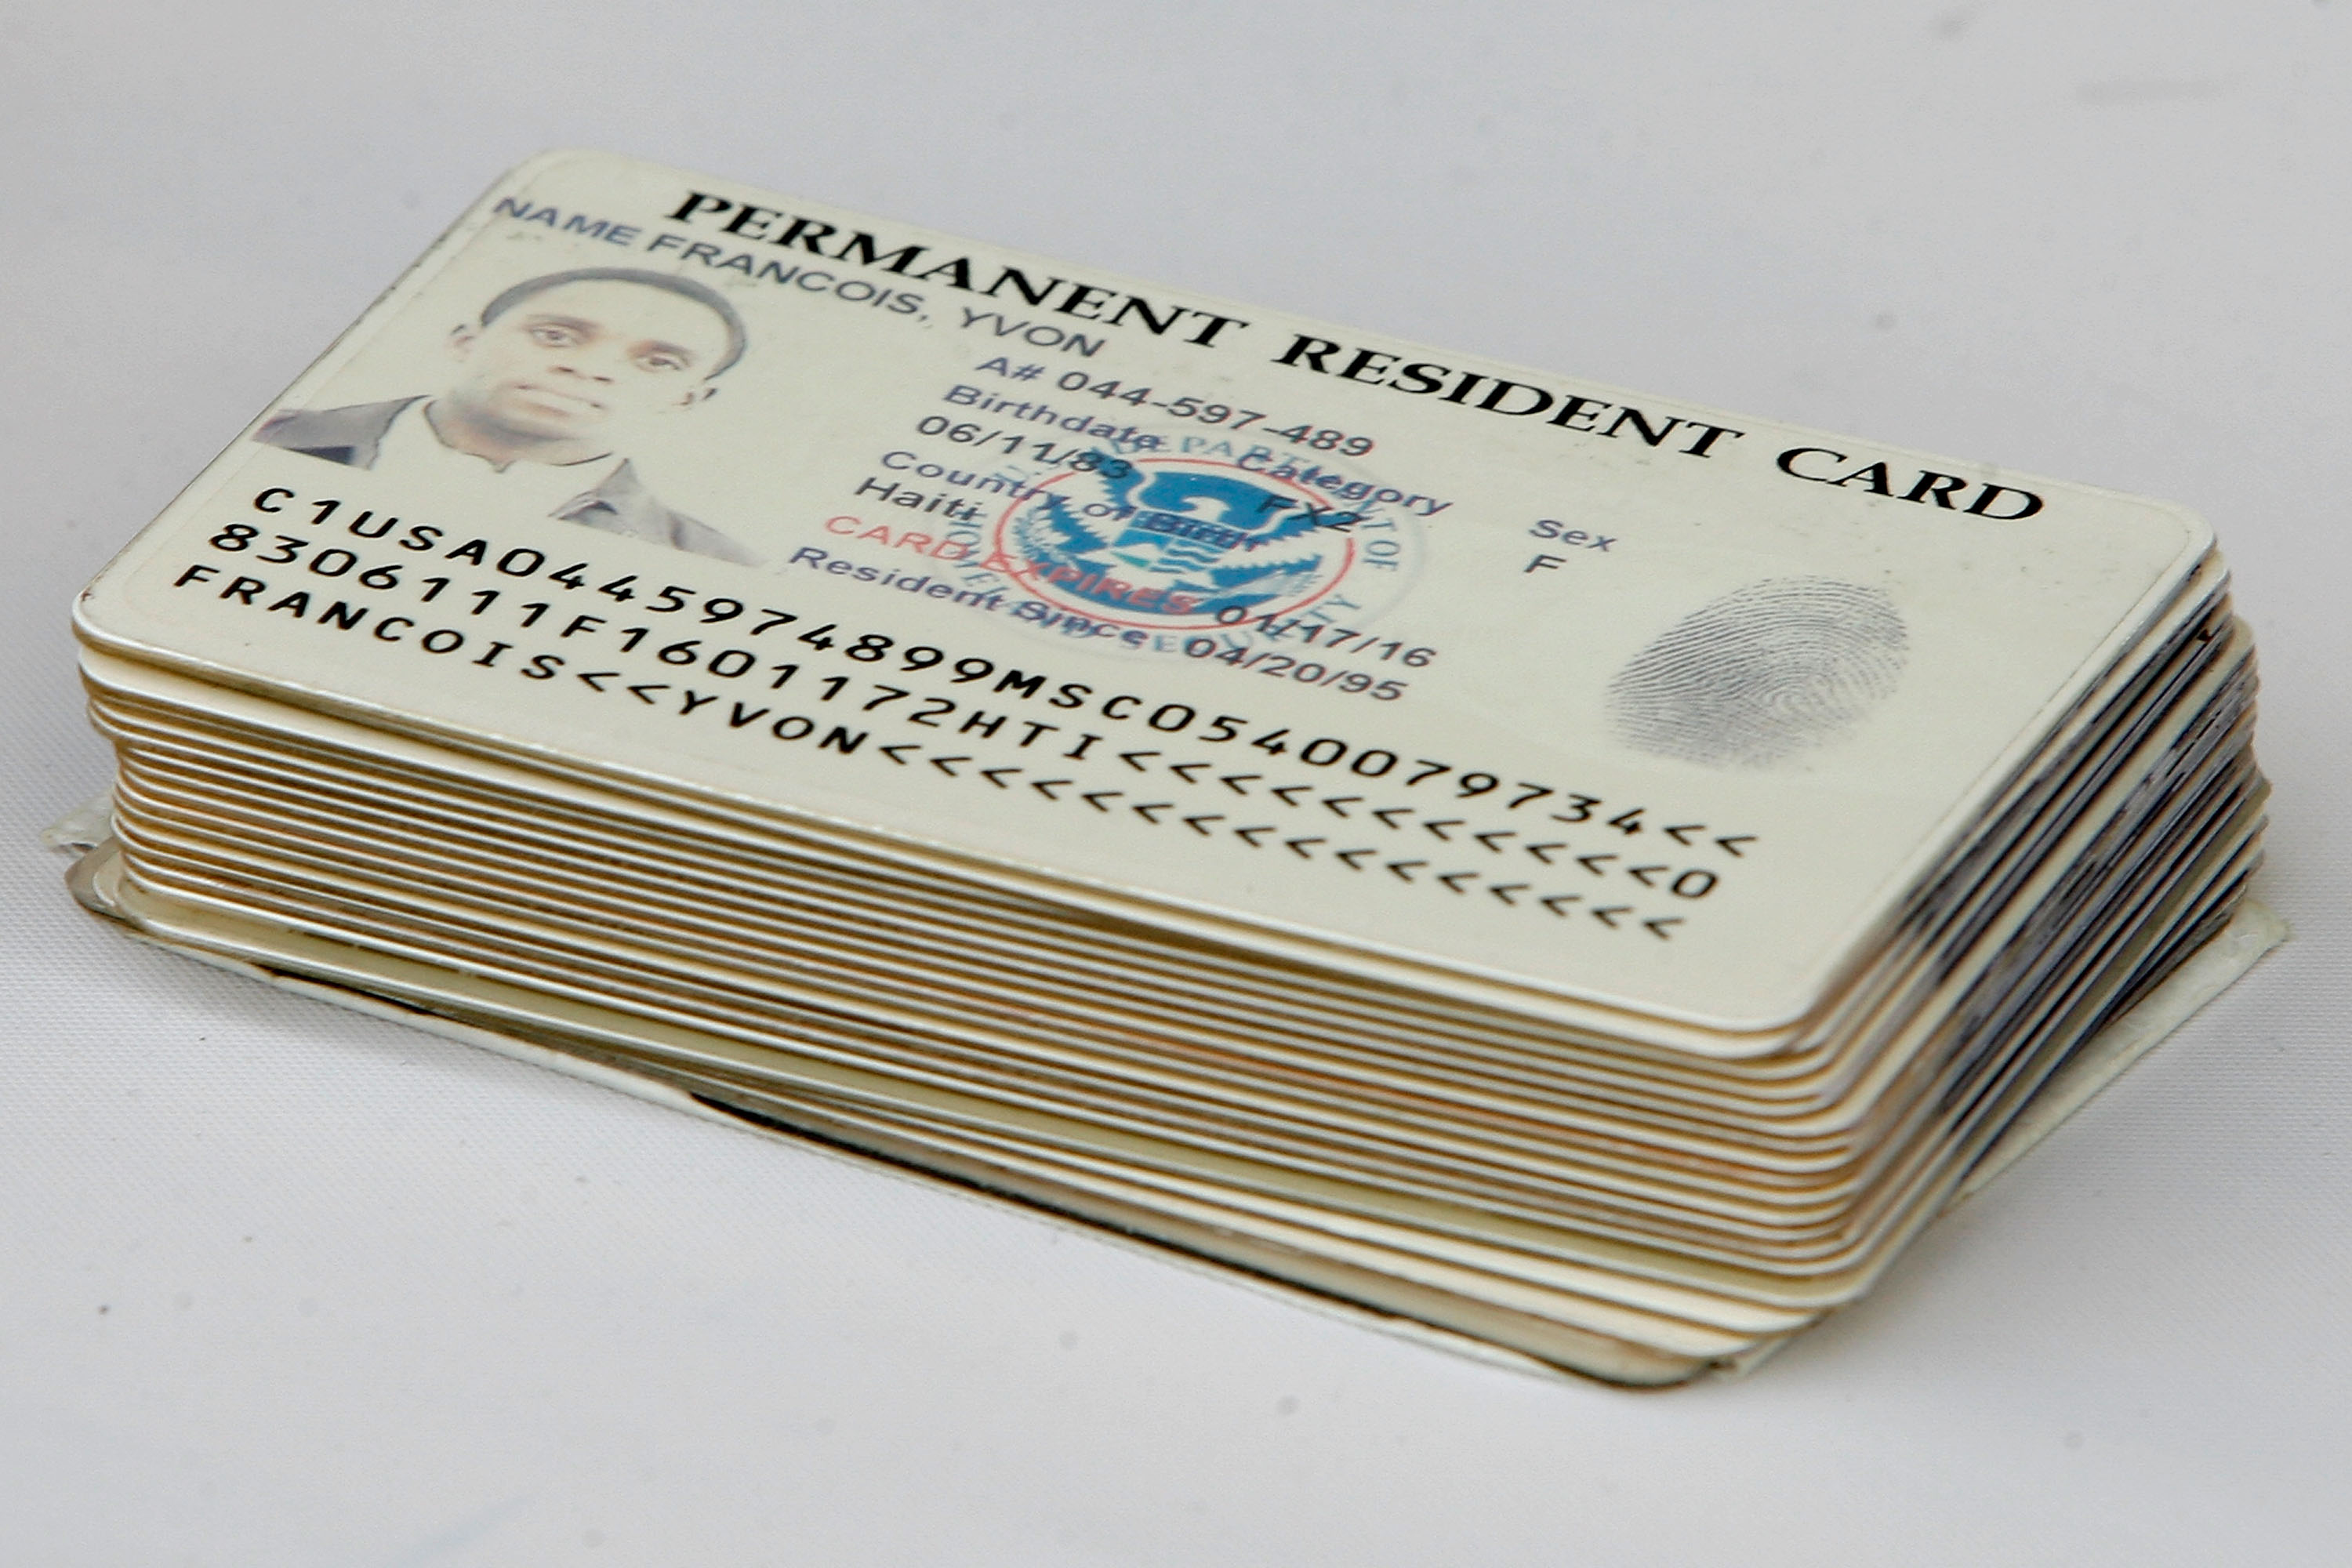 PERMANENT RESIDENT CARD
NAME FRANCOIS, YVON
A# 044-597-489
Birthdate Category Sex
06/11/83 FX2 F
Country of Birth
Haiti
CARD EXPIRES 01/17/16
Resident Since 04/20/95
C1USA0445974899MSC0540079734<<
8306111F1601172HTI<<<<<<<<<<<0
FRANCOIS<<YVON<<<<<<<<<<<<<<<<